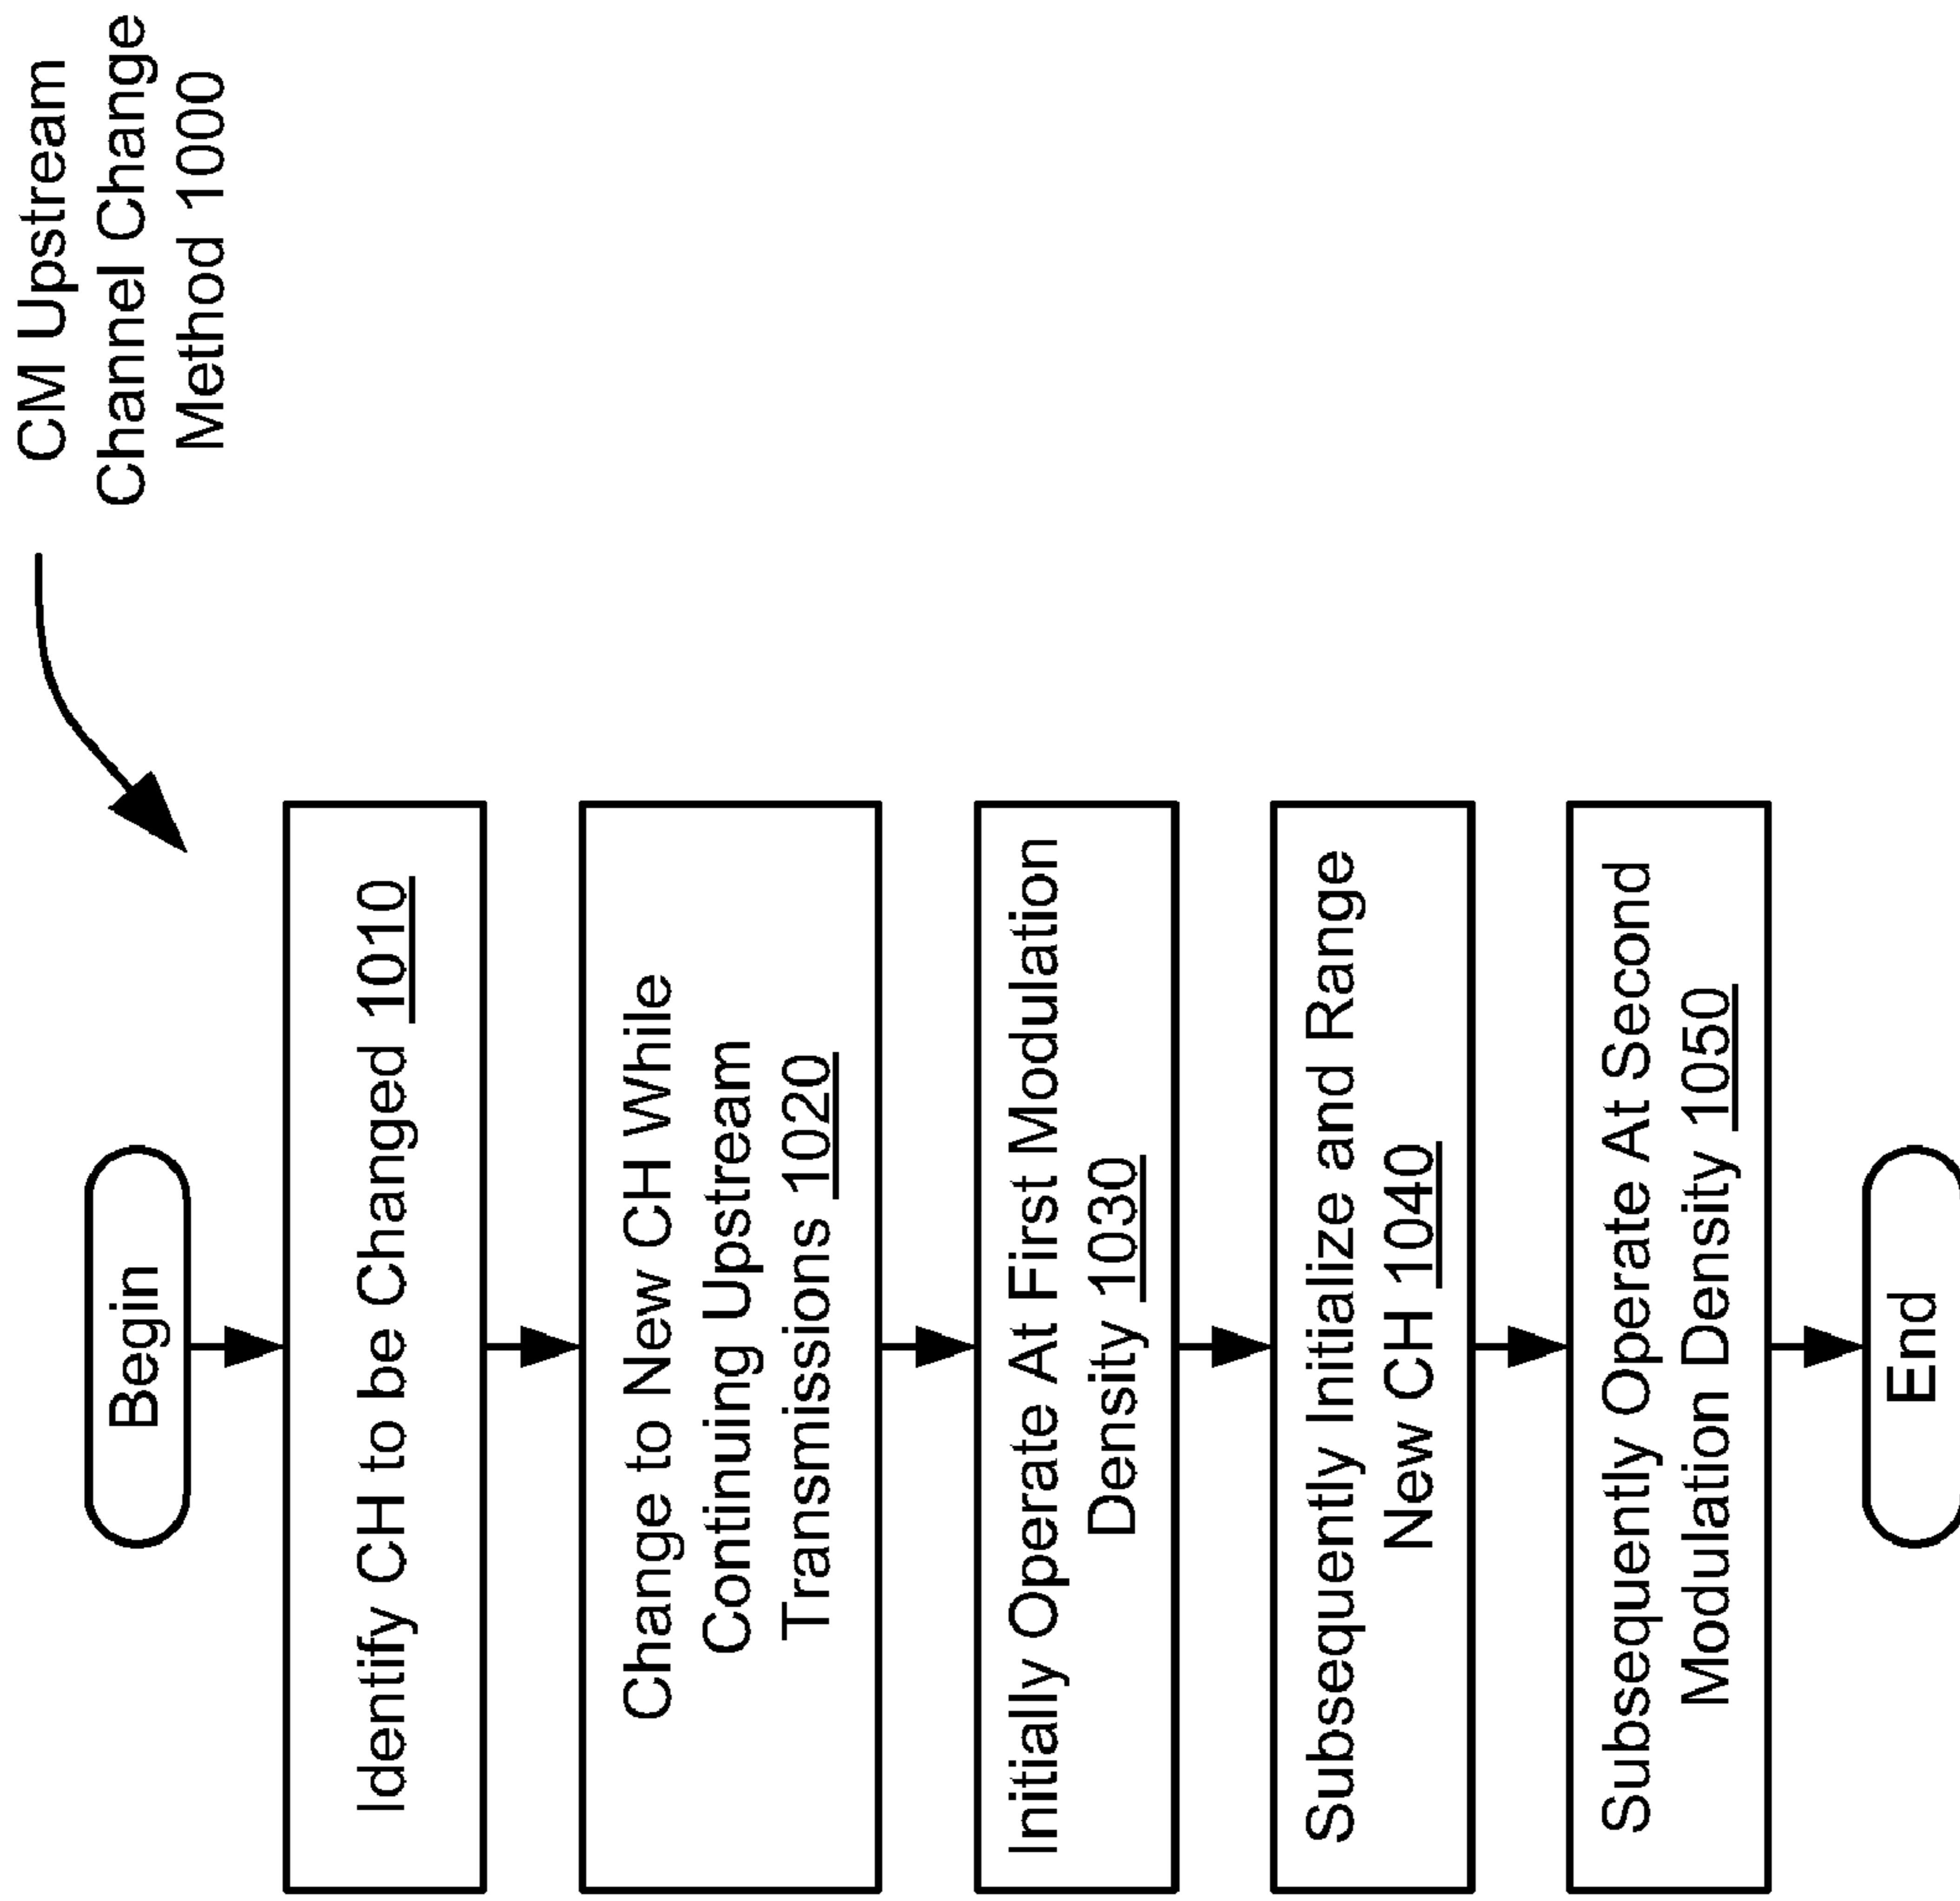 CM Upstream
Channel Change
Method 1000
Begin
Identify CH to be Changed 1010
Change to New CH While
Continuing Upstream
Transmissions 1020
Initially Operate At First Modulation
Density 1030
Subsequently Initialize and Range
New CH 1040
Subsequently Operate At Second
Modulation Density 1050
End